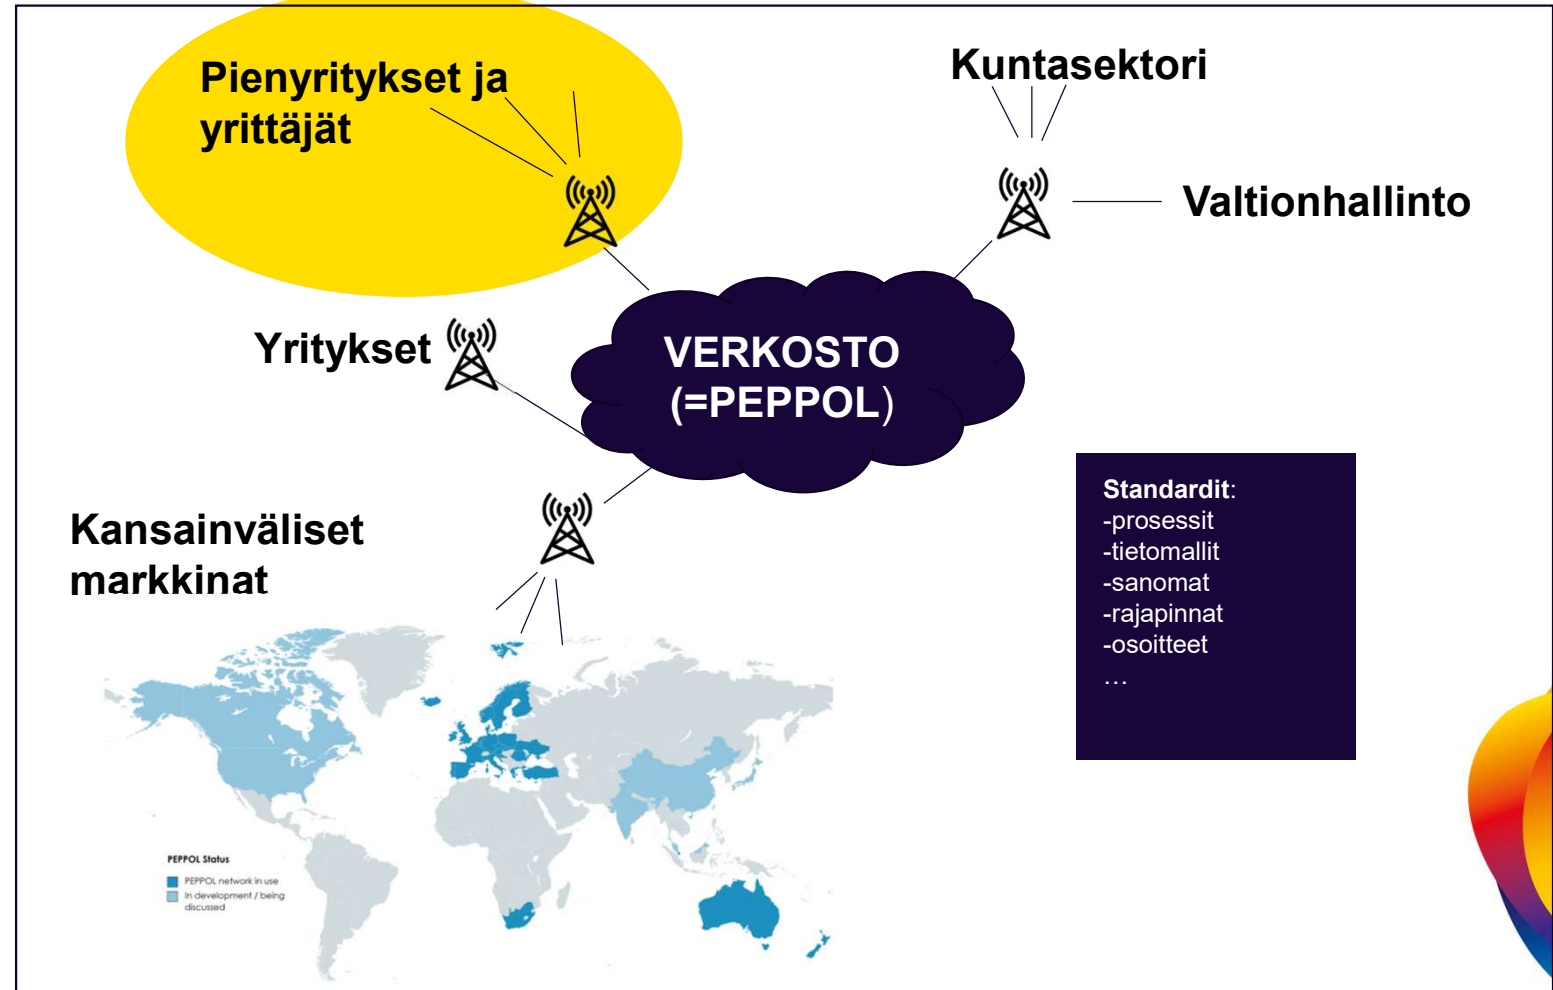 Pienyritykset ja
yrittäjät
Kuntasektori
Valtionhallinto
Yritykset
VERKOSTO
(=PEPPOL)
Kansainväliset
markkinat
Standardit:
-prosessit
-tietomallit
-sanomat
-rajapinnat
-osoitteet
…
PEPPOL Status
PEPPOL network in use
In development / being
discussed